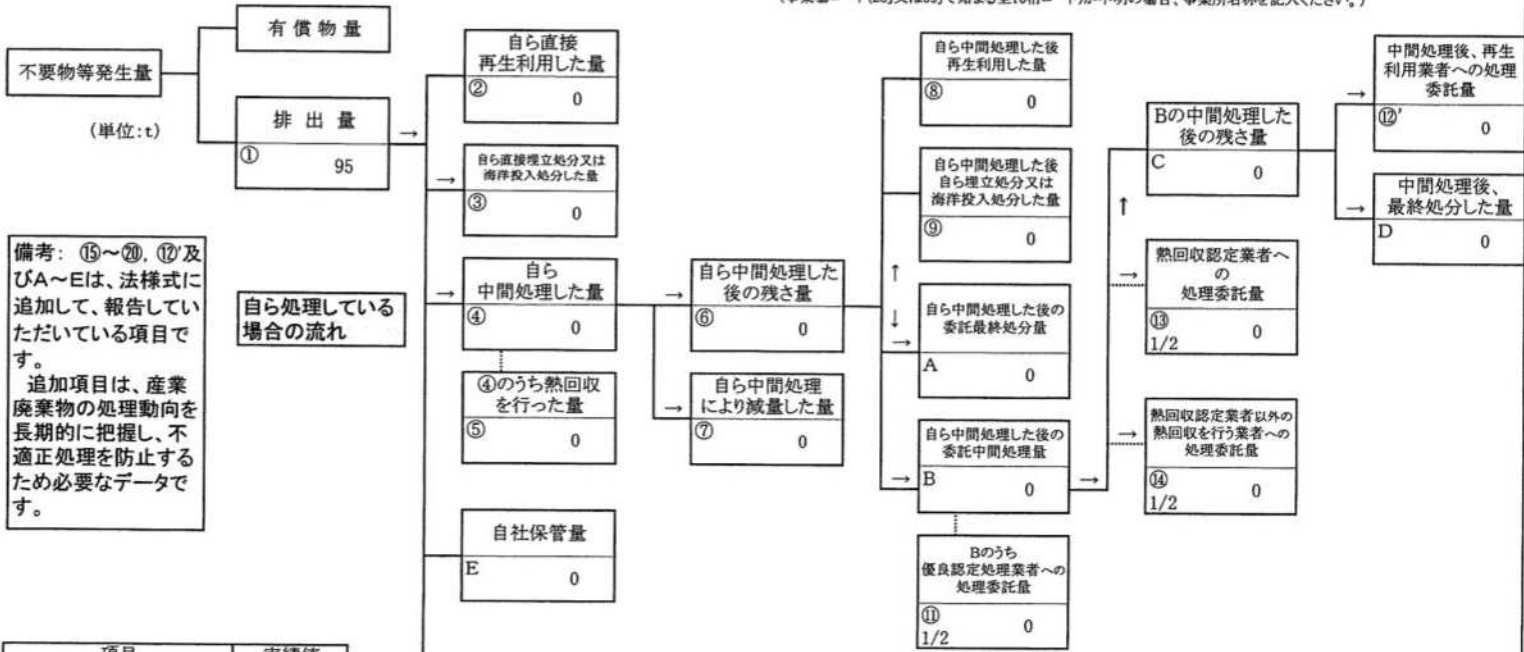 有償物量
不要物等発生量
(単位:t)
排出量
①
95
→
自ら直接
再生利用した量
②
0
→
自ら直接埋立処分又は
海洋投入処分した量
③
0
→
自ら
中間処理した量
④
0
④のうち熱回収
を行った量
⑤
0
自社保管量
E
0
備考: ⑮～⑳, ⑫'及
びA～Eは、法様式に
追加して、報告してい
ただいている項目で
す。
追加項目は、産業
廃棄物の処理動向を
長期的に把握し、不
適正処理を防止する
ため必要なデータで
す。
自ら処理している
場合の流れ
→
自ら中間処理した
後の残さ量
⑥
0
→
自ら中間処理
により減量した量
⑦
0
自ら中間処理した後
再生利用した量
⑧
0
自ら中間処理した後
自ら埋立処分又は
海洋投入処分した量
⑨
0
↑
↓
→
自ら中間処理した後の
委託最終処分量
A
0
→
自ら中間処理した後の
委託中間処理量
B
0
→
Bのうち
優良認定処理業者への
処理委託量
⑪
1/2
0
Bの中間処理した
後の残さ量
C
0
↑
→
熱回収認定業者へ
の
処理委託量
⑬
1/2
0
→
熱回収認定業者以外の
熱回収を行う業者への
処理委託量
⑭
1/2
0
→
中間処理後、再生
利用業者への処理
委託量
⑫'
0
→
中間処理後、
最終処分した量
D
0